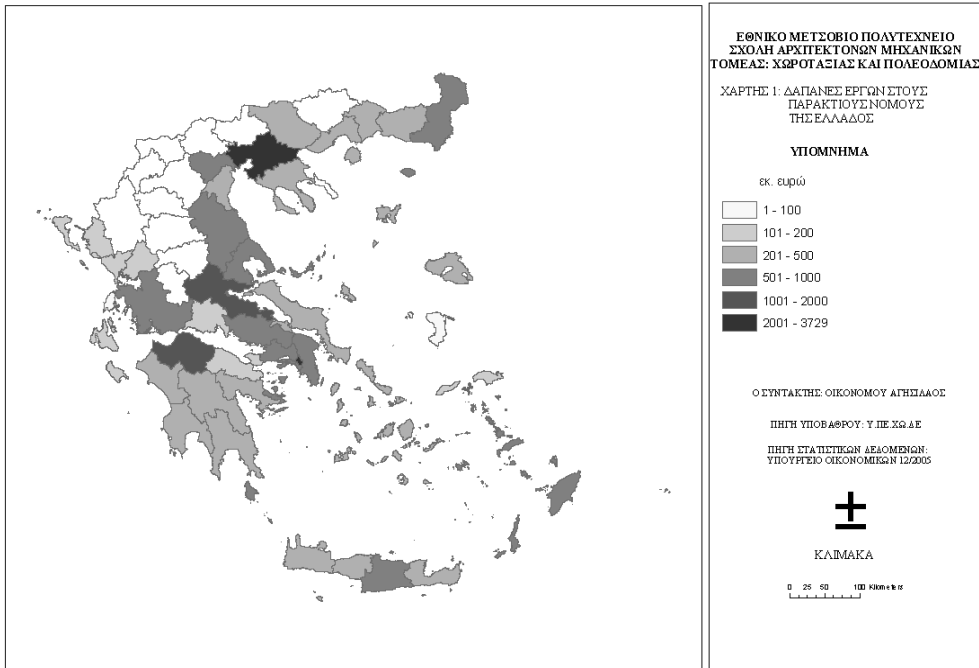 ΕΘΝΙΚΟ ΜΕΤΣΟΒΙΟ ΠΟΛΥΤΕΧΝΕΙΟ
ΣΧΟΛΗ ΑΡΧΙΤΕΚΤΟΝΩΝ ΜΗΧΑΝΙΚΩΝ
ΤΟΜΕΑΣ: ΧΩΡΟΤΑΞΙΑΣ ΚΑΙ ΠΟΛΕΟΔΟΜΙΑΣ
ΧΑΡΤΗΣ 1: ΔΑΠΑΝΕΣ ΕΡΓΩΝ ΣΤΟΥΣ
ΠΑΡΑΚΤΙΟΥΣ ΝΟΜΟΥΣ
ΤΗΣ ΕΛΛΑΔΟΣ
ΥΠΟΜΝΗΜΑ
εκ. ευρώ
1 - 100
101 - 200
201 - 500
501 - 1000
1001 - 2000
2001 - 3729
Ο ΣΥΝΤΑΚΤΗΣ: ΟΙΚΟΝΟΜΟΥ ΑΓΗΣΙΛΑΟΣ
ΠΗΓΗ ΥΠΟΒΑΘΡΟΥ: Υ.ΠΕ.ΧΩ.ΔΕ
ΠΗΓΗ ΣΤΑΤΙΣΤΙΚΩΝ ΔΕΔΟΜΕΝΩΝ:
ΥΠΟΥΡΓΕΙΟ ΟΙΚΟΝΟΜΙΚΩΝ 12/2005
ΚΛΙΜΑΚΑ
0 25 50 100 Kilometers